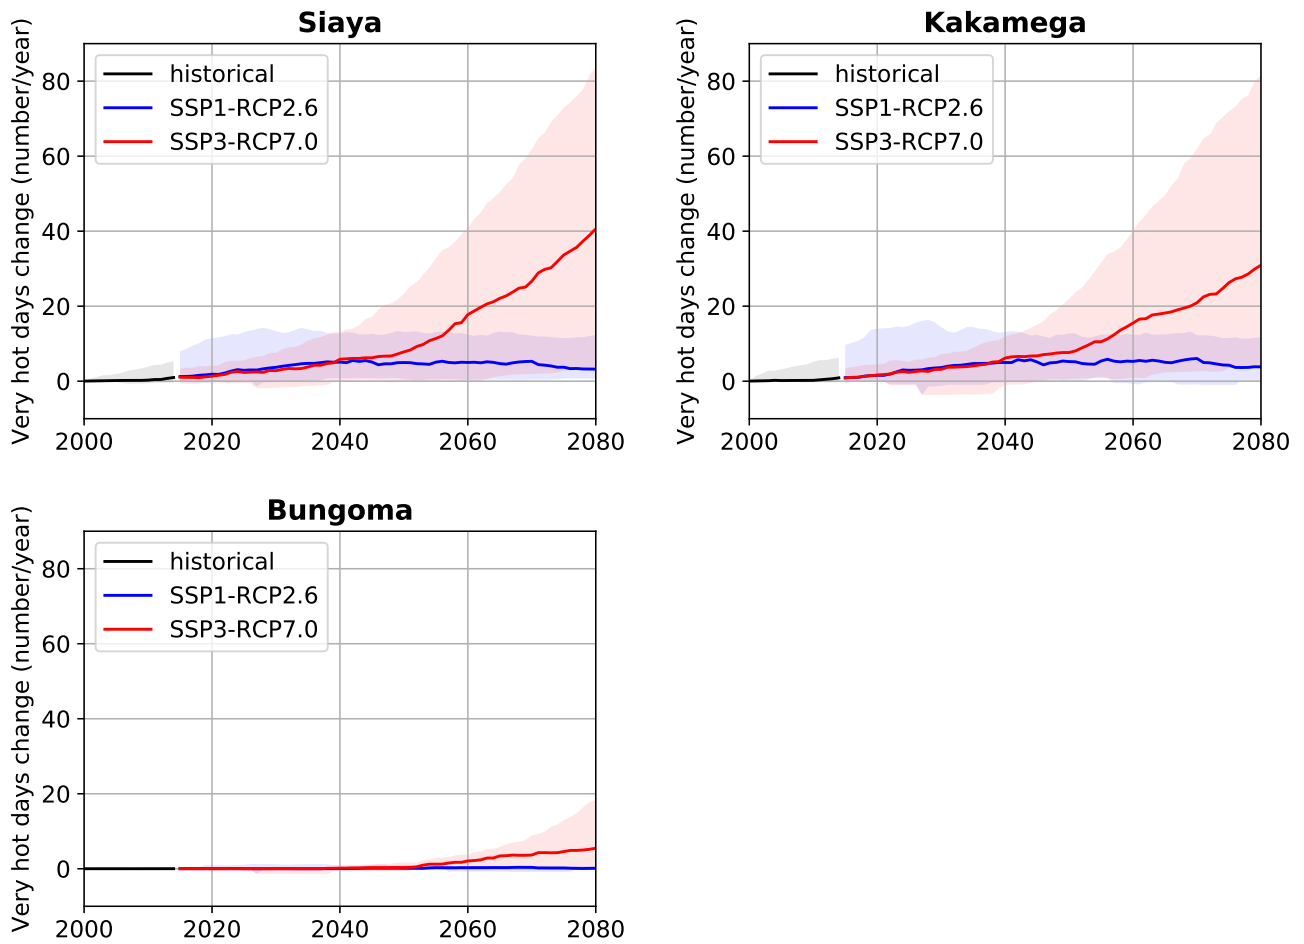 Siaya
Very hot days change (number/year)
80
60
40
20
0
historical
SSP1-RCP2.6
SSP3-RCP7.0
2000 2020 2040 2060 2080
Kakamega
Very hot days change (number/year)
80
60
40
20
0
historical
SSP1-RCP2.6
SSP3-RCP7.0
2000 2020 2040 2060 2080
Bungoma
Very hot days change (number/year)
80
60
40
20
0
historical
SSP1-RCP2.6
SSP3-RCP7.0
2000 2020 2040 2060 2080